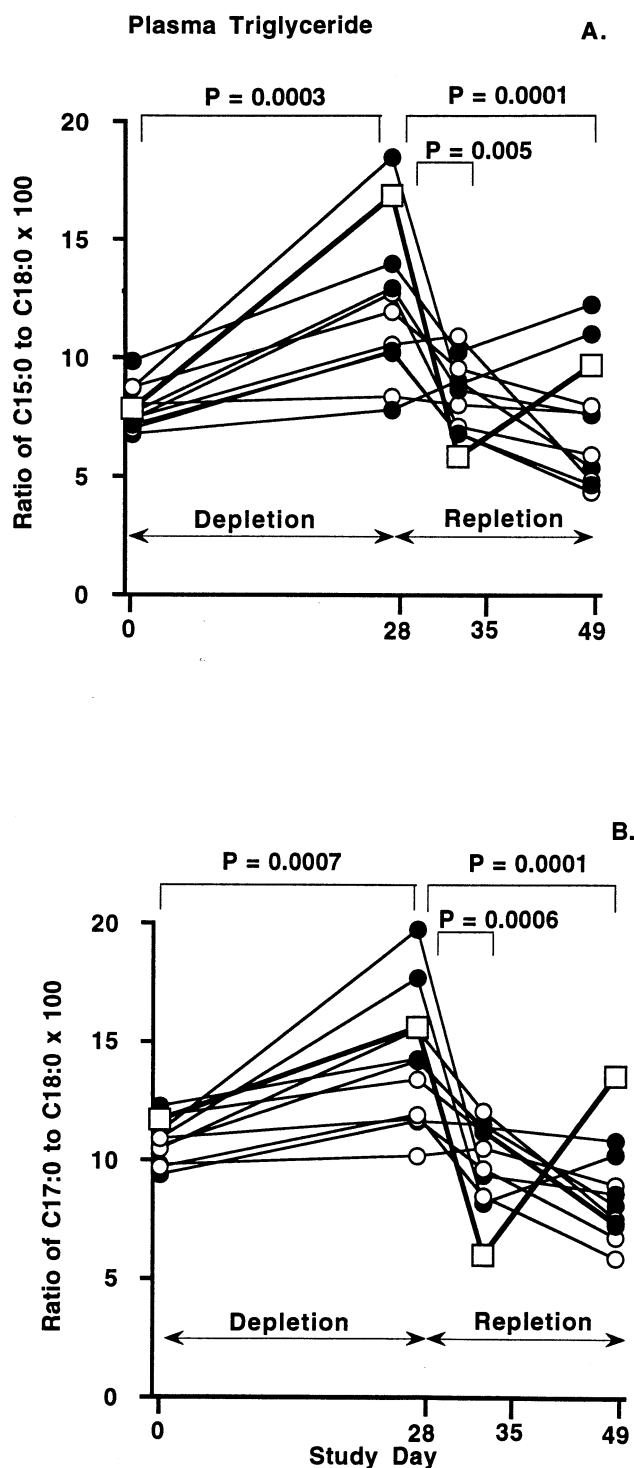 Plasma Triglyceride
A.
P = 0.0003
P = 0.0001
P = 0.005
20
15
10
5
0
Ratio of C15:0 to C18:0 x 100
Depletion
Repletion
0
28
35
49
B.
P = 0.0007
P = 0.0001
P = 0.0006
20
15
10
5
0
Ratio of C17:0 to C18:0 x 100
Depletion
Repletion
0
28
35
49
Study Day